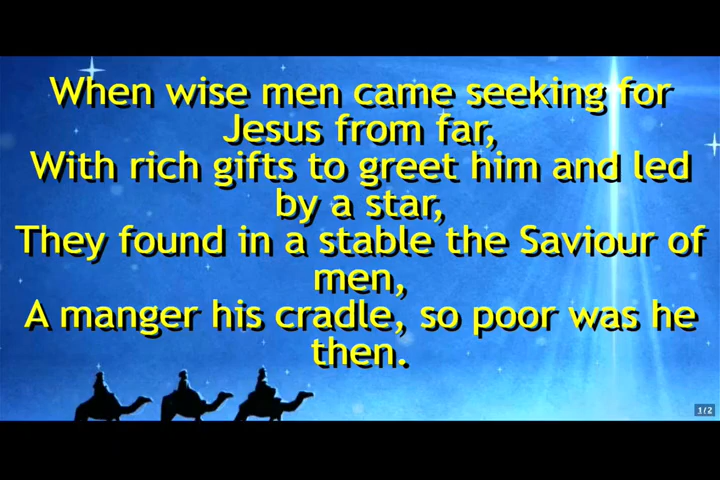 When wise men came seeking for
Jesus from far,
With rich gifts to greet him and led
by a star,
They found in a stable the Saviour of
men,
A manger his cradle, so poor was he
then.
1/2